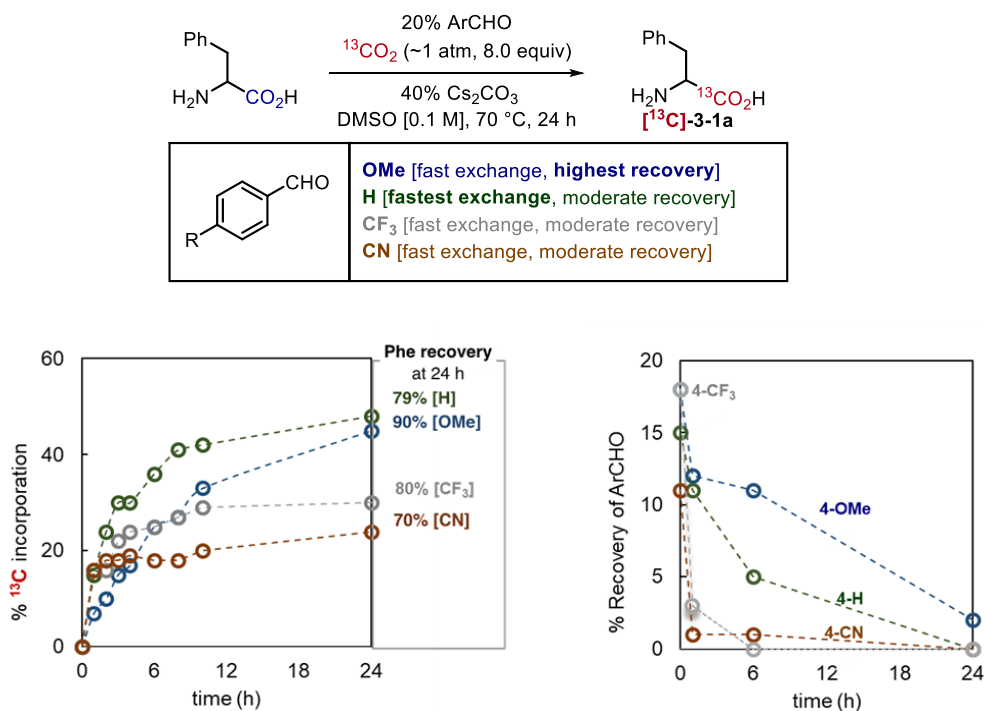 20% ArCHO
¹³CO₂ (~1 atm, 8.0 equiv)
40% Cs₂CO₃
DMSO [0.1 M], 70 °C, 24 h
Ph
H₂N
CO₂H
Ph
H₂N
¹³CO₂H
[¹³C]-3-1a
CHO
R
OMe [fast exchange, highest recovery]
H [fastest exchange, moderate recovery]
CF₃ [fast exchange, moderate recovery]
CN [fast exchange, moderate recovery]
% ¹³C incorporation
60
40
20
0
0 6 12 18 24
time (h)
Phe recovery
at 24 h
79% [H]
90% [OMe]
80% [CF₃]
70% [CN]
% Recovery of ArCHO
20
15
10
5
0
4-CF₃
4-OMe
4-H
4-CN
0 6 12 18 24
time (h)